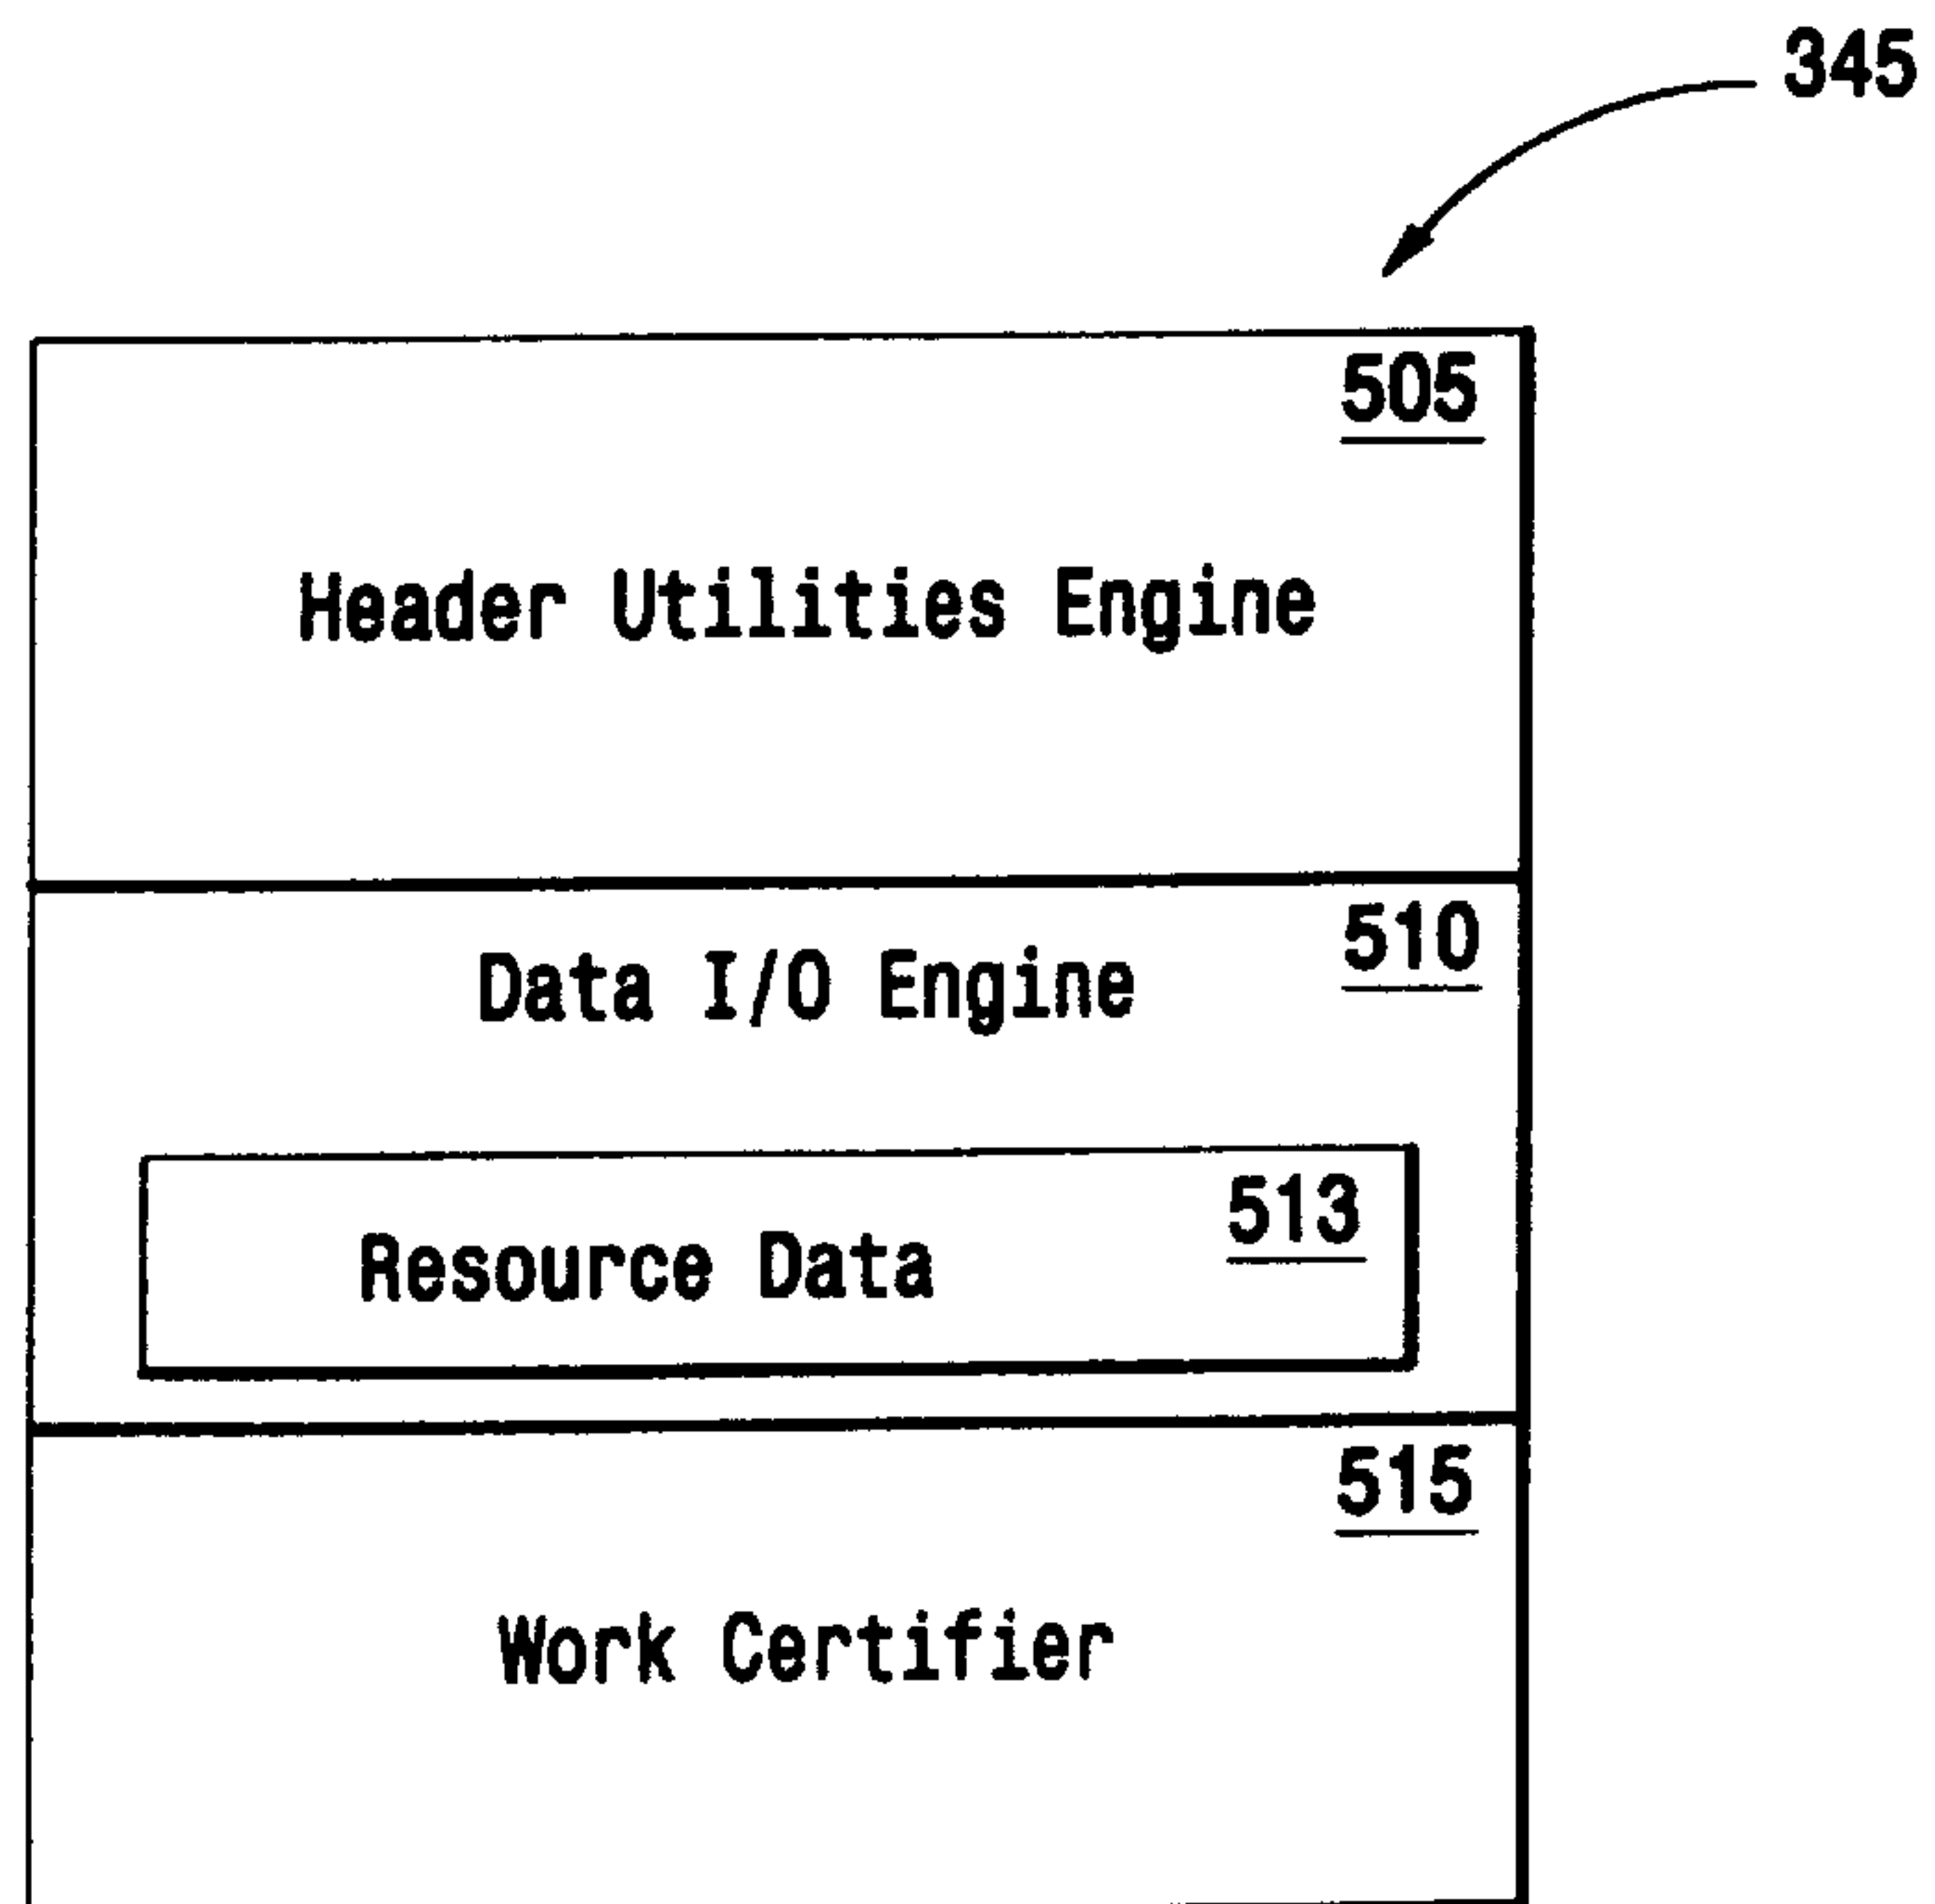 345
505
Header Utilities Engine
510
Data I/O Engine
513
Resource Data
515
Work Certifier